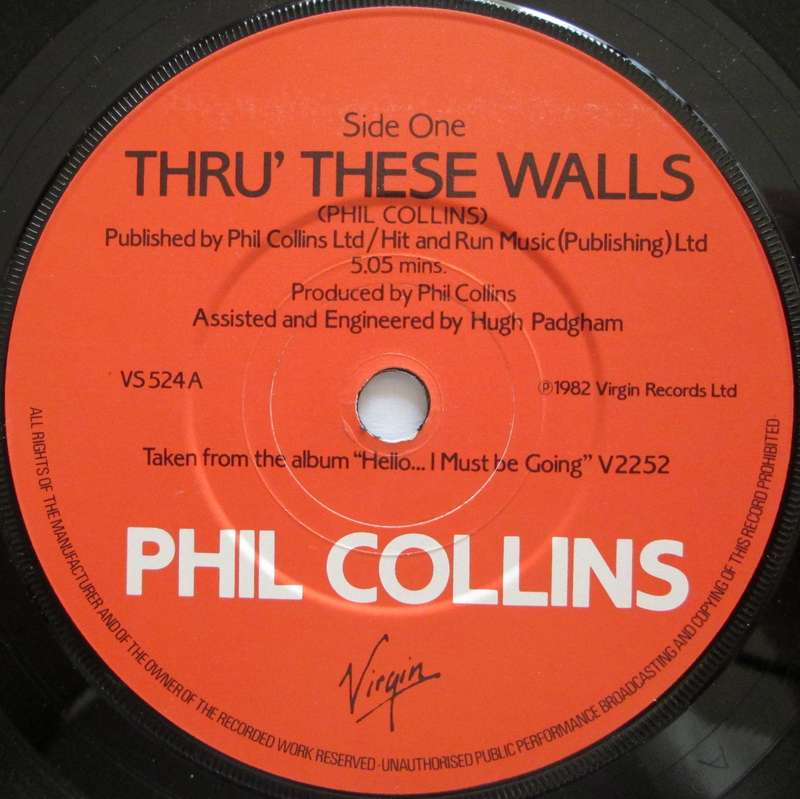 Side One
THRU' THESE WALLS
(PHIL COLLINS)
Published by Phil Collins Ltd/Hit and Run Music (Publishing) Ltd
5.05 mins.
Produced by Phil Collins
Assisted and Engineered by Hugh Padgham
VS 524 A
℗1982 Virgin Records Ltd
Taken from the album "Hello... I Must be Going" V2252
PHIL COLLINS
Virgin
ALL RIGHTS OF THE MANUFACTURER AND OF THE OWNER OF THE RECORDED WORK RESERVED · UNAUTHORISED PUBLIC PERFORMANCE BROADCASTING AND COPYING OF THIS RECORD PROHIBITED ·